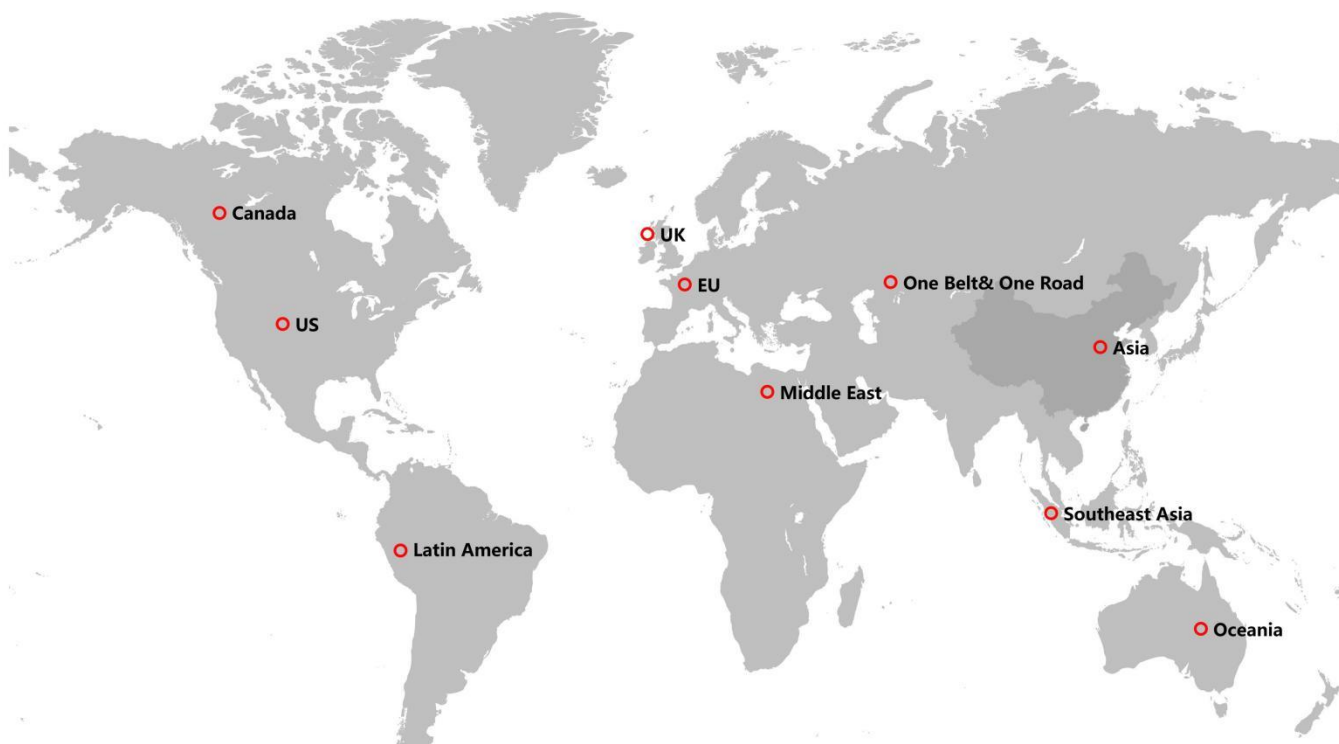 Canada
UK
One Belt& One Road
EU
US
Asia
Middle East
Southeast Asia
Latin America
Oceania